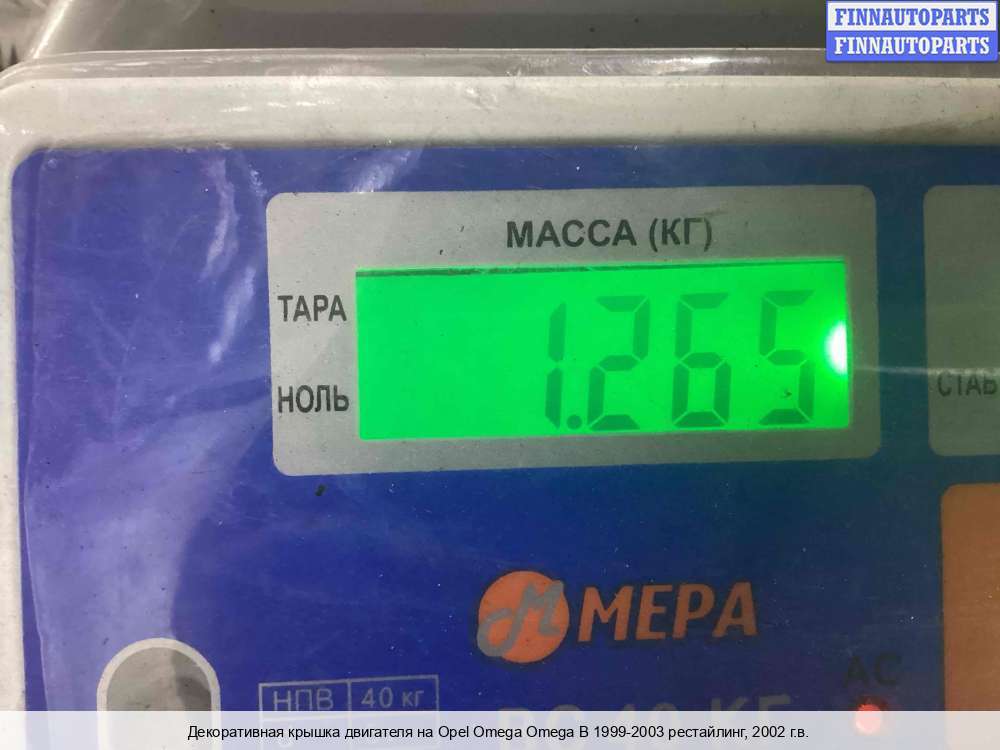 FINNAUTOPARTS
FINNAUTOPARTS
МАССА (КГ)
ТАРА
1.265
НОЛЬ
СТАБ
М МЕРА
АС
НПВ 40 кг
Декоративная крышка двигателя на Opel Omega Omega B 1999-2003 рестайлинг, 2002 г.в.